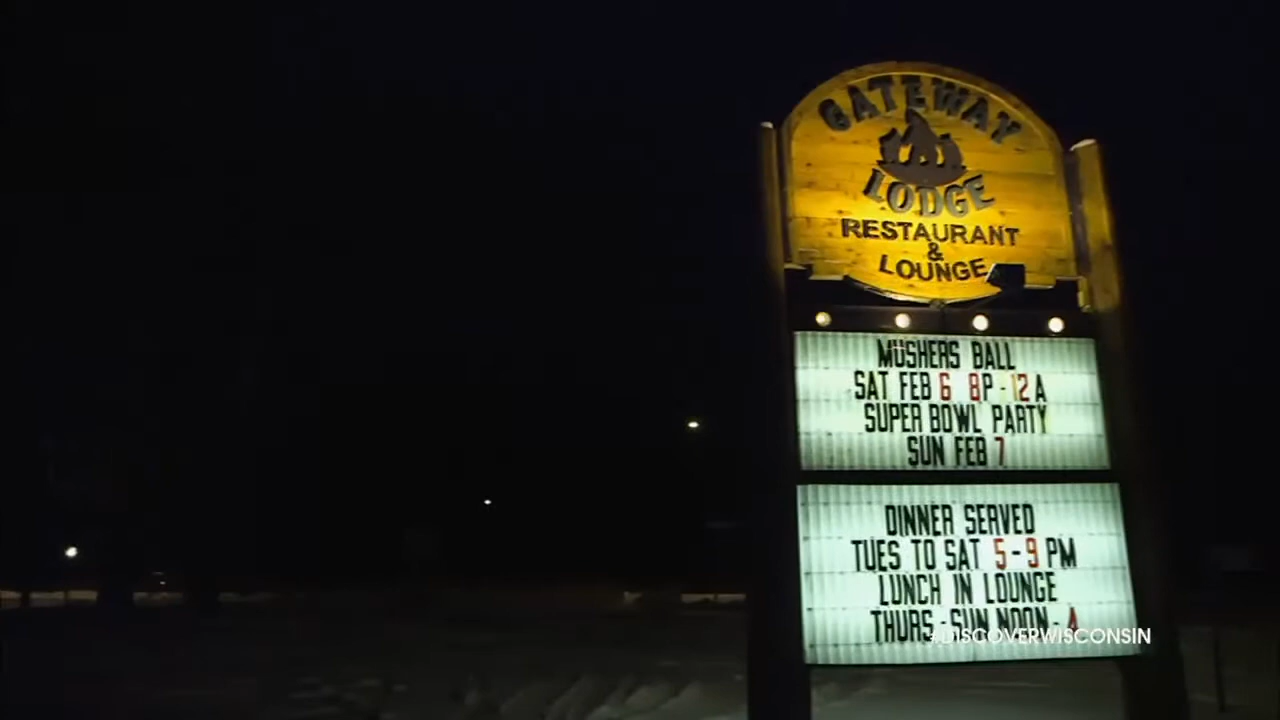 GATEWAY
LODGE
RESTAURANT
&
LOUNGE
MUSHERS BALL
SAT FEB 6 8P-12A
SUPER BOWL PARTY
SUN FEB 7
DINNER SERVED
TUES TO SAT 5-9 PM
LUNCH IN LOUNGE
THURS-SUN NOON-4
#DISCOVERWISCONSIN